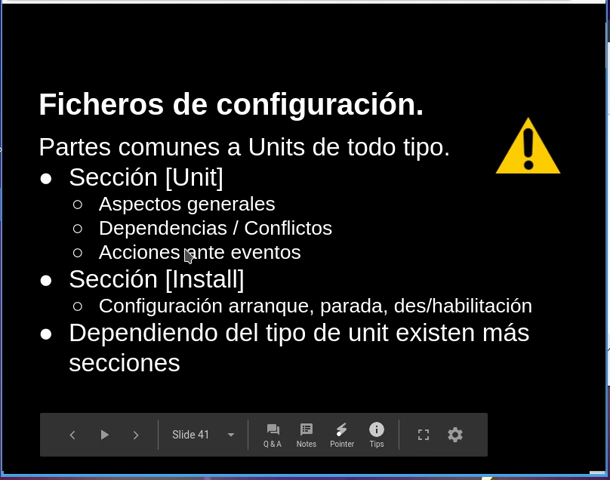 Ficheros de configuración.
Partes comunes a Units de todo tipo.
● Sección [Unit]
○ Aspectos generales
○ Dependencias / Conflictos
○ Acciones ante eventos
● Sección [Install]
○ Configuración arranque, parada, des/habilitación
● Dependiendo del tipo de unit existen más
secciones
Slide 41
Q & A Notes Pointer Tips